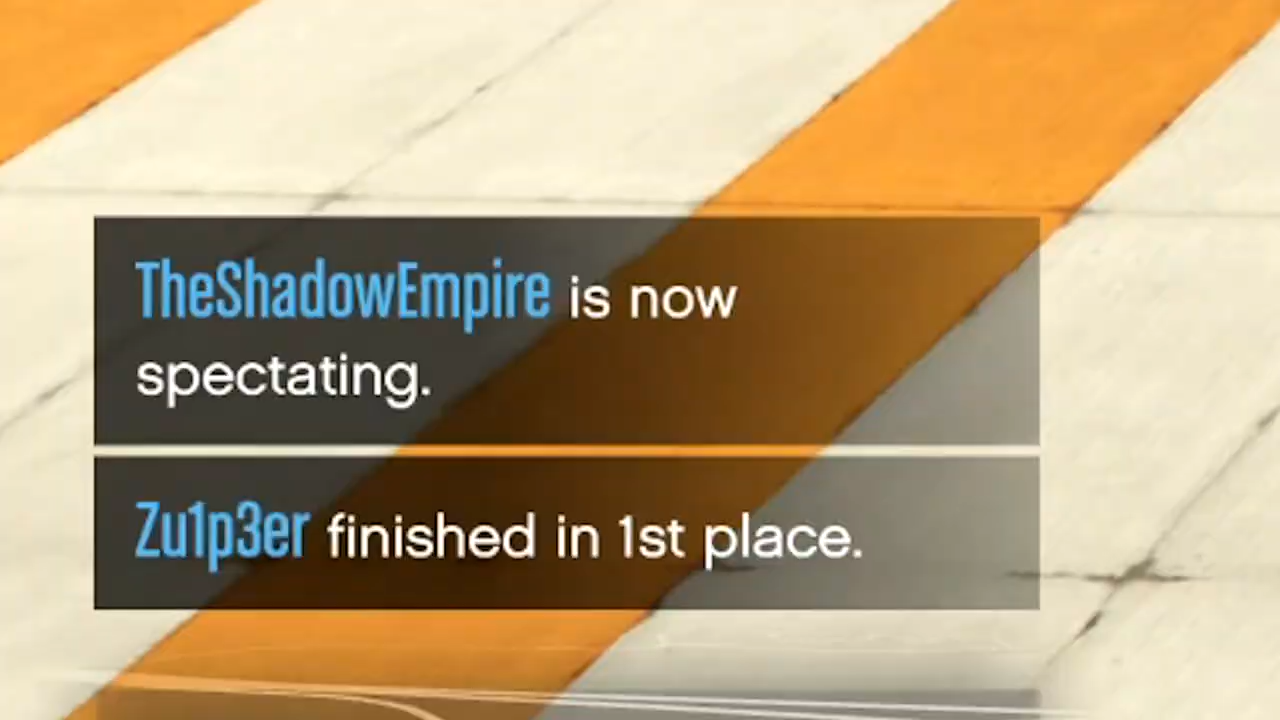 TheShadowEmpire is now
spectating.
Zu1p3er finished in 1st place.